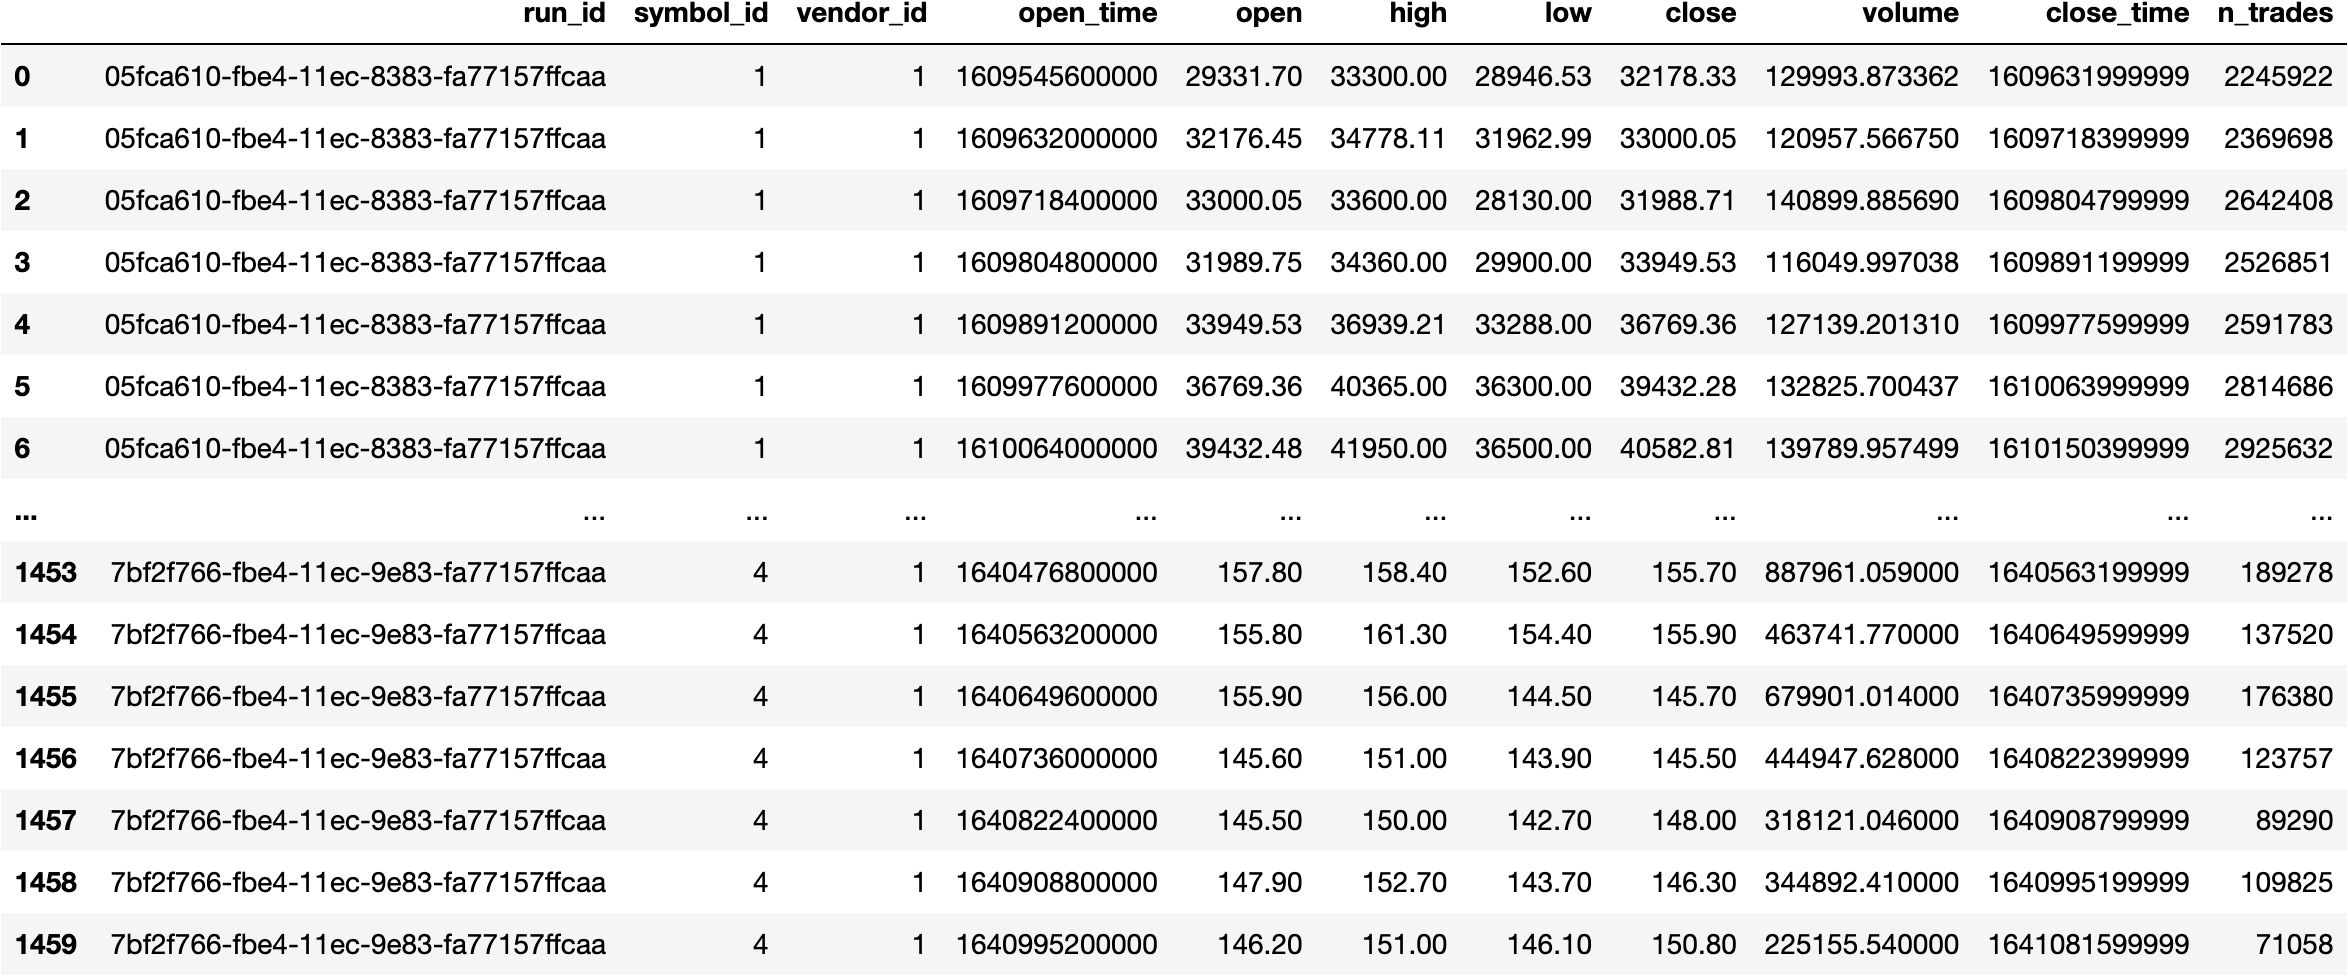 run_id symbol_id vendor_id open_time open high low close volume close_time n_trades
0 05fca610-fbe4-11ec-8383-fa77157ffcaa 1 1 1609545600000 29331.70 33300.00 28946.53 32178.33 129993.873362 1609631999999 2245922
1 05fca610-fbe4-11ec-8383-fa77157ffcaa 1 1 1609632000000 32176.45 34778.11 31962.99 33000.05 120957.566750 1609718399999 2369698
2 05fca610-fbe4-11ec-8383-fa77157ffcaa 1 1 1609718400000 33000.05 33600.00 28130.00 31988.71 140899.885690 1609804799999 2642408
3 05fca610-fbe4-11ec-8383-fa77157ffcaa 1 1 1609804800000 31989.75 34360.00 29900.00 33949.53 116049.997038 1609891199999 2526851
4 05fca610-fbe4-11ec-8383-fa77157ffcaa 1 1 1609891200000 33949.53 36939.21 33288.00 36769.36 127139.201310 1609977599999 2591783
5 05fca610-fbe4-11ec-8383-fa77157ffcaa 1 1 1609977600000 36769.36 40365.00 36300.00 39432.28 132825.700437 1610063999999 2814686
6 05fca610-fbe4-11ec-8383-fa77157ffcaa 1 1 1610064000000 39432.48 41950.00 36500.00 40582.81 139789.957499 1610150399999 2925632
... ... ... ... ... ... ... ... ... ... ... ...
1453 7bf2f766-fbe4-11ec-9e83-fa77157ffcaa 4 1 1640476800000 157.80 158.40 152.60 155.70 887961.059000 1640563199999 189278
1454 7bf2f766-fbe4-11ec-9e83-fa77157ffcaa 4 1 1640563200000 155.80 161.30 154.40 155.90 463741.770000 1640649599999 137520
1455 7bf2f766-fbe4-11ec-9e83-fa77157ffcaa 4 1 1640649600000 155.90 156.00 144.50 145.70 679901.014000 1640735999999 176380
1456 7bf2f766-fbe4-11ec-9e83-fa77157ffcaa 4 1 1640736000000 145.60 151.00 143.90 145.50 444947.628000 1640822399999 123757
1457 7bf2f766-fbe4-11ec-9e83-fa77157ffcaa 4 1 1640822400000 145.50 150.00 142.70 148.00 318121.046000 1640908799999 89290
1458 7bf2f766-fbe4-11ec-9e83-fa77157ffcaa 4 1 1640908800000 147.90 152.70 143.70 146.30 344892.410000 1640995199999 109825
1459 7bf2f766-fbe4-11ec-9e83-fa77157ffcaa 4 1 1640995200000 146.20 151.00 146.10 150.80 225155.540000 1641081599999 71058